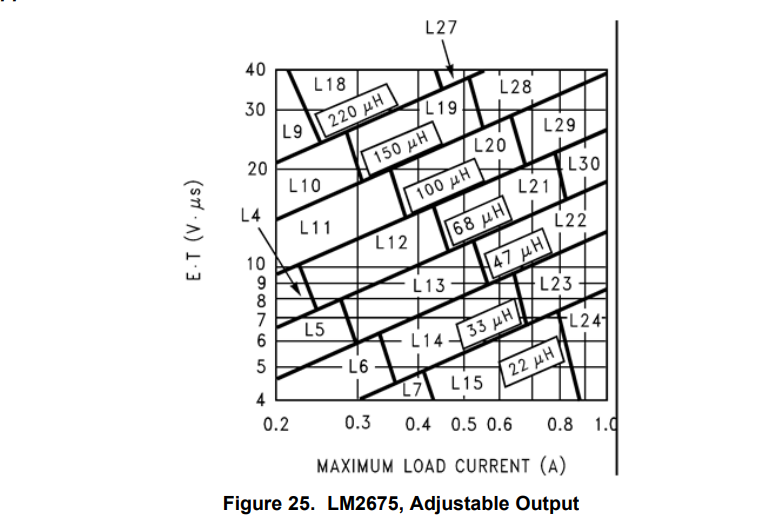 L27
40
L18
L28
220 μH
30
L19
L29
L9
150 μH
L20
L30
20
100 μH
L10
L21
L4
L11
68 μH
L22
L12
47 μH
10
9
L13
L23
8
7
L5
33 μH
L24
6
L14
22 μH
5
L6
L7
L15
4
E·T (V·μs)
0.2 0.3 0.4 0.5 0.6 0.8 1.0
MAXIMUM LOAD CURRENT (A)
Figure 25. LM2675, Adjustable Output